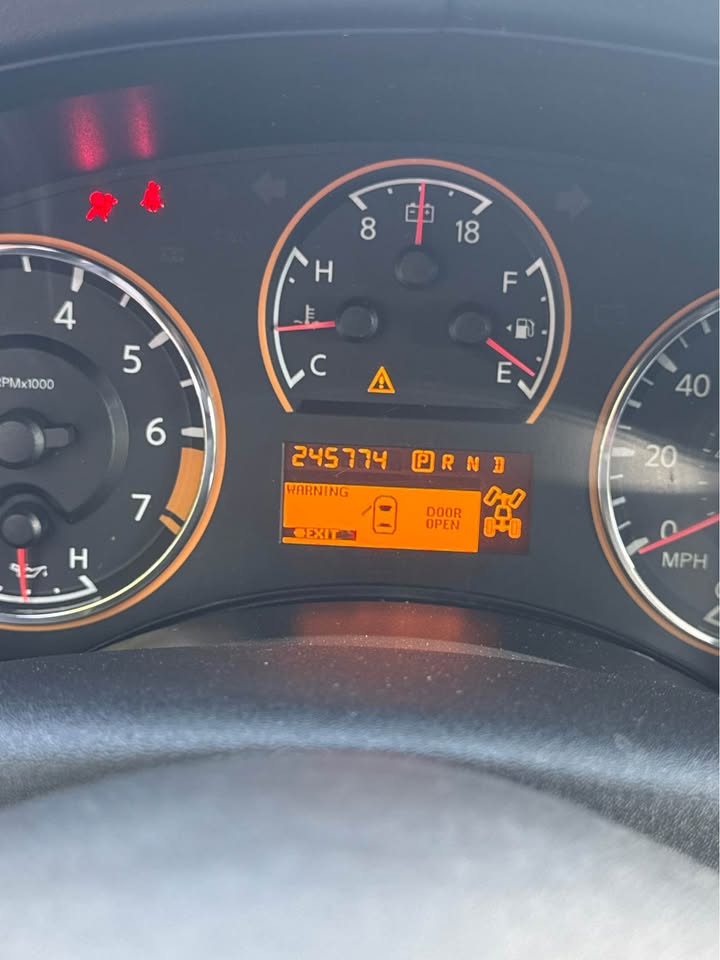 8 18
H F
4
C E
5
RPMx1000
40
6
245774 P R N D
20
WARNING
7
DOOR
OPEN
EXIT
0
H
MPH